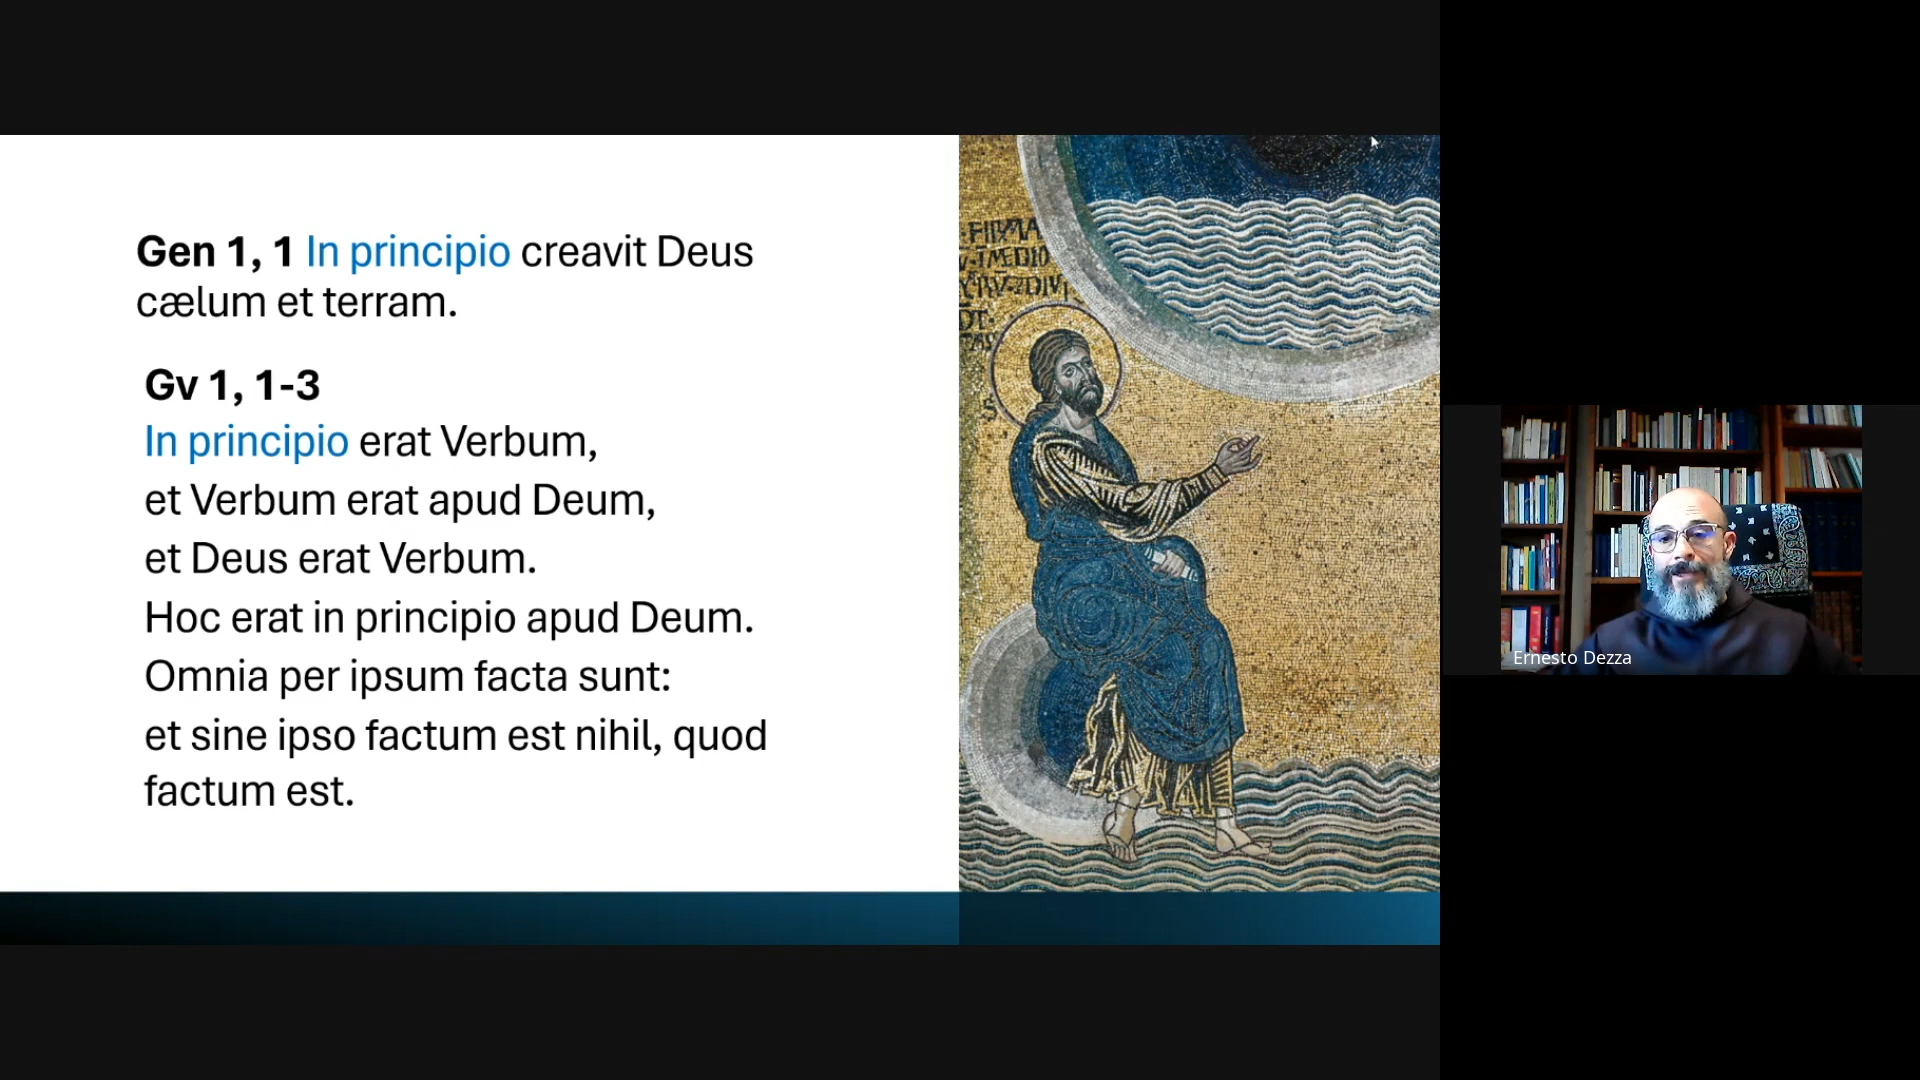 Gen 1, 1 In principio creavit Deus
cælum et terram.
Gv 1, 1-3
In principio erat Verbum,
et Verbum erat apud Deum,
et Deus erat Verbum.
Hoc erat in principio apud Deum.
Omnia per ipsum facta sunt:
et sine ipso factum est nihil, quod
factum est.
FIRMA
Ernesto Dezza